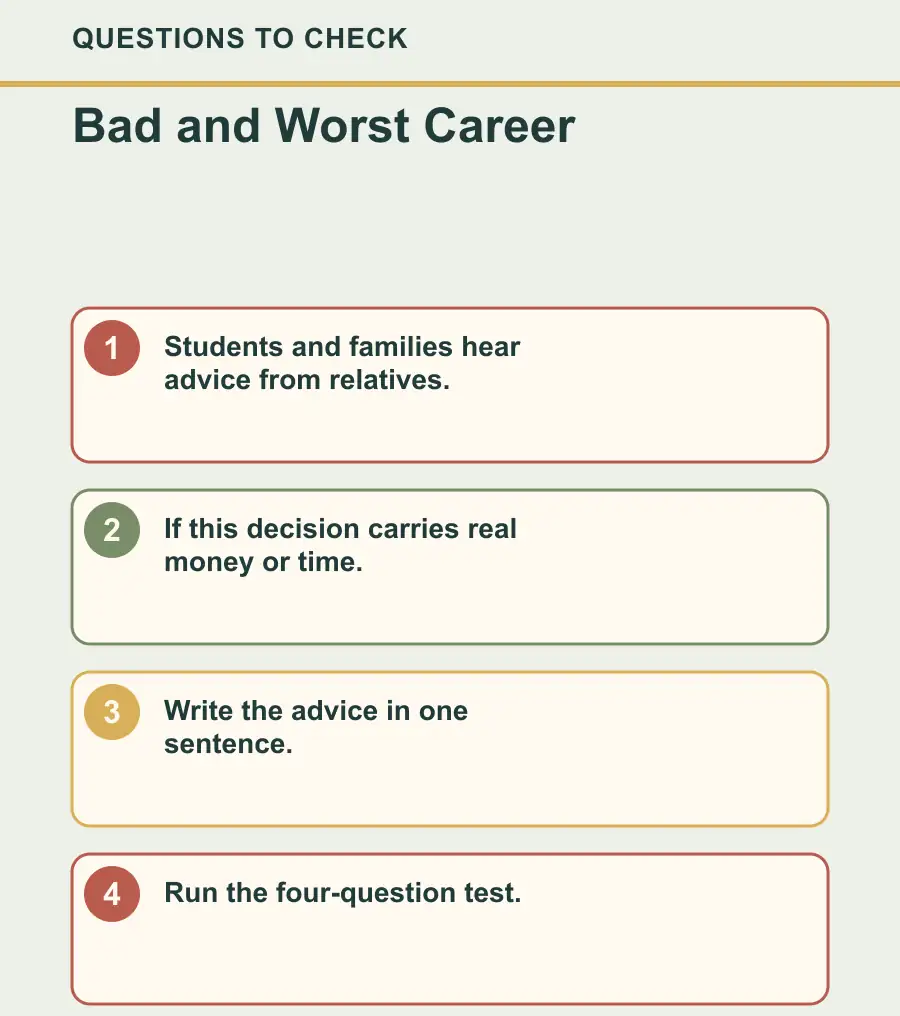 QUESTIONS TO CHECK
Bad and Worst Career
1
Students and families hear
advice from relatives.
2
If this decision carries real
money or time.
3
Write the advice in one
sentence.
4
Run the four-question test.